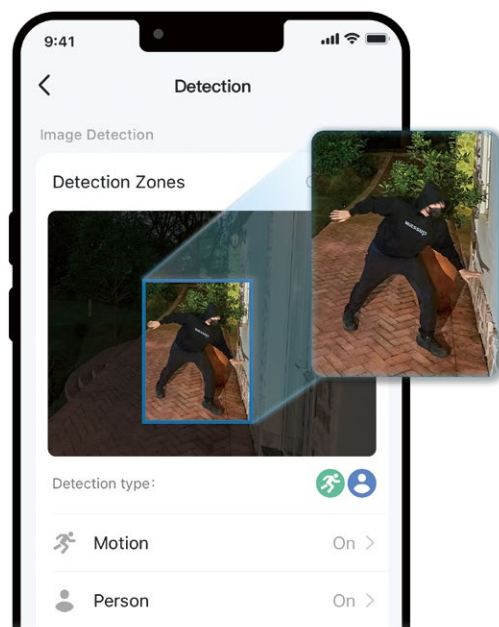 9:41
Detection
Image Detection
Detection Zones
Detection type:
Motion
On
Person
On